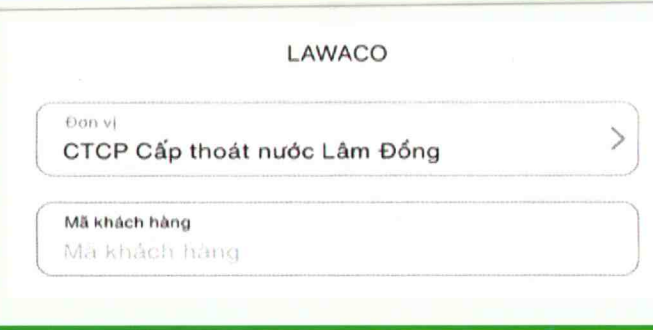 LAWACO
Đơn vị
CTCP Cấp thoát nước Lâm Đồng
Mã khách hàng
Mã khách hàng